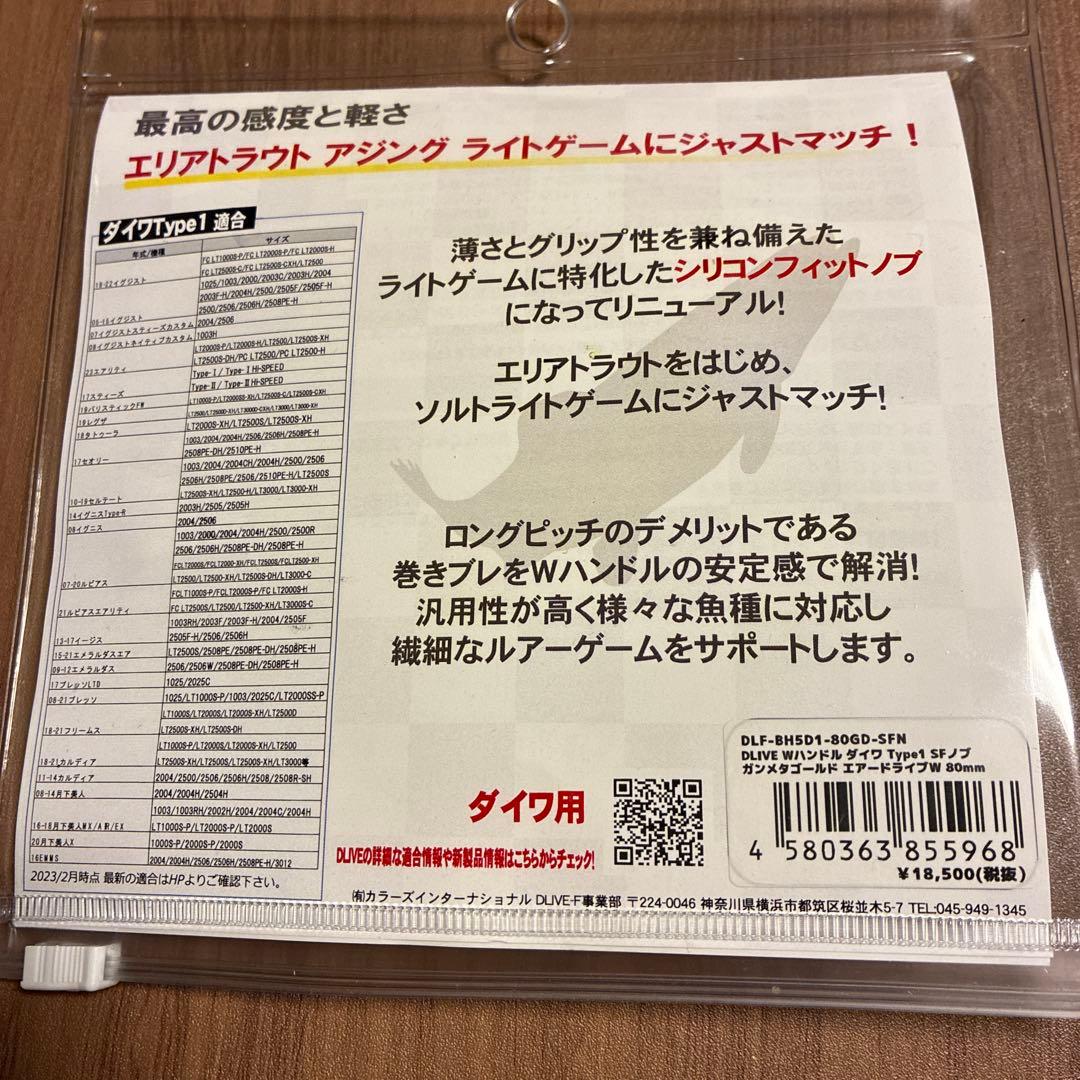 最高の感度と軽さ
エリアトラウト アジング ライトゲームにジャストマッチ！
ダイワType1 適合
年式/機種 サイズ
FC LT1000S-P/FC LT2000S-P/FC LT2000S-H
FC LT2500S-C/FC LT2500S-CXH/LT2500
18-22イグジスト
1025/1003/2000/2003C/2003H/2004
2003F-H/2004H/2500/2505F/2505F-H
2500/2506/2506H/2508PE-H
05-15イグジスト
07イグジストスティーズカスタム 2004/2506
08イグジストネイティブカスタム 1003H
LT2000S-P/LT2000S-H/LT2500/LT2500S-XH
LT2500S-DH/PC LT2500/PC LT2500-H
23エアリティ
Type-Ⅰ/ Type-ⅠHI-SPEED
Type-Ⅱ/ Type-ⅡHI-SPEED
17スティーズ
19バリスティックFW LT1000S-P/LT2000SS-XH/LT2500S-C/LT2500S-CXH
19レグザ LT2500/LT2500D-XH/LT3000D-CXH/LT3000/LT3000-XH
18タトゥーラ LT2000S-XH/LT2500S/LT2500S-XH
1003/2004/2004H/2506/2506H/2508PE-H
2508PE-DH/2510PE-H
17セオリー
1003/2004/2004CH/2004H/2500/2506
2506H/2508PE/2506/2510PE-H/LT2500S
LT2500S-XH/LT2500-H/LT3000/LT3000-XH
10-19セルテート
14イグニスType-R 2003H/2505/2505H
08イグニス 2004/2506
1003/2000/2004/2004H/2500/2500R
2506/2506H/2508PE-DH/2508PE-H
FCLT2000S/FCLT2000-XH/FCLT2500S/FCLT2500S-XH
LT2500/LT2500-XH/LT2500S-DH/LT3000-C
07-20ルビアス
FCLT1000S-P/FCLT2000S-P/FCLT2000S-H
FC LT2500S/LT2500/LT2500-XH/LT3000S-C
21ルビアスエアリティ
1003RH/2003F/2003F-H/2004/2505F
2505F-H/2506/2506H
13-17イージス
15-21エメラルダスエア LT2500S/2508PE/2508PE-DH/2508PE-H
09-12エメラルダス 2506/2506W/2508PE-DH/2508PE-H
17プレッソLTD 1025/2025C
08-21プレッソ 1025/LT1000S-P/1003/2025C/LT2000SS-P
LT1000S/LT2000S/LT2000S-XH/LT2500D
LT2500S-XH/LT2500S-DH
18-21フリームス
LT1000S-P/LT2000S/LT2000S-XH/LT2500
LT2500S-XH/LT2500S/LT2500S-XH/LT3000等
18-21カルディア
11-14カルディア 2004/2500/2506/2506H/2508/2508R-SH
08-14月下美人 2004/2004H/2504H
1003/1003RH/2002H/2004/2004C/2004H
16-18月下美人MX/AIR/EX LT1000S-P/LT2000S-P/LT2000S
20月下美人X 1000S-P/2000S-P/2000S
16EMMS 2004/2004H/2506/2506H/2508PE-H/3012
2023/2月時点 最新の適合はHPよりご確認下さい。
薄さとグリップ性を兼ね備えた
ライトゲームに特化したシリコンフィットノブ
になってリニューアル！
エリアトラウトをはじめ、
ソルトライトゲームにジャストマッチ！
ロングピッチのデメリットである
巻きブレをWハンドルの安定感で解消！
汎用性が高く様々な魚種に対応し
繊細なルアーゲームをサポートします。
ダイワ用
DLIVEの詳細な適合情報や新製品情報はこちらからチェック！
DLF-BH5D1-80GD-SFN
DLIVE Wハンドル ダイワ Type1 SFノブ
ガンメタゴールド エアードライブW 80mm
4 580363 855968
¥18,500(税抜)
㈲カラーズインターナショナル DLIVE-F事業部 〒224-0046 神奈川県横浜市都筑区桜並木5-7 TEL:045-949-1345